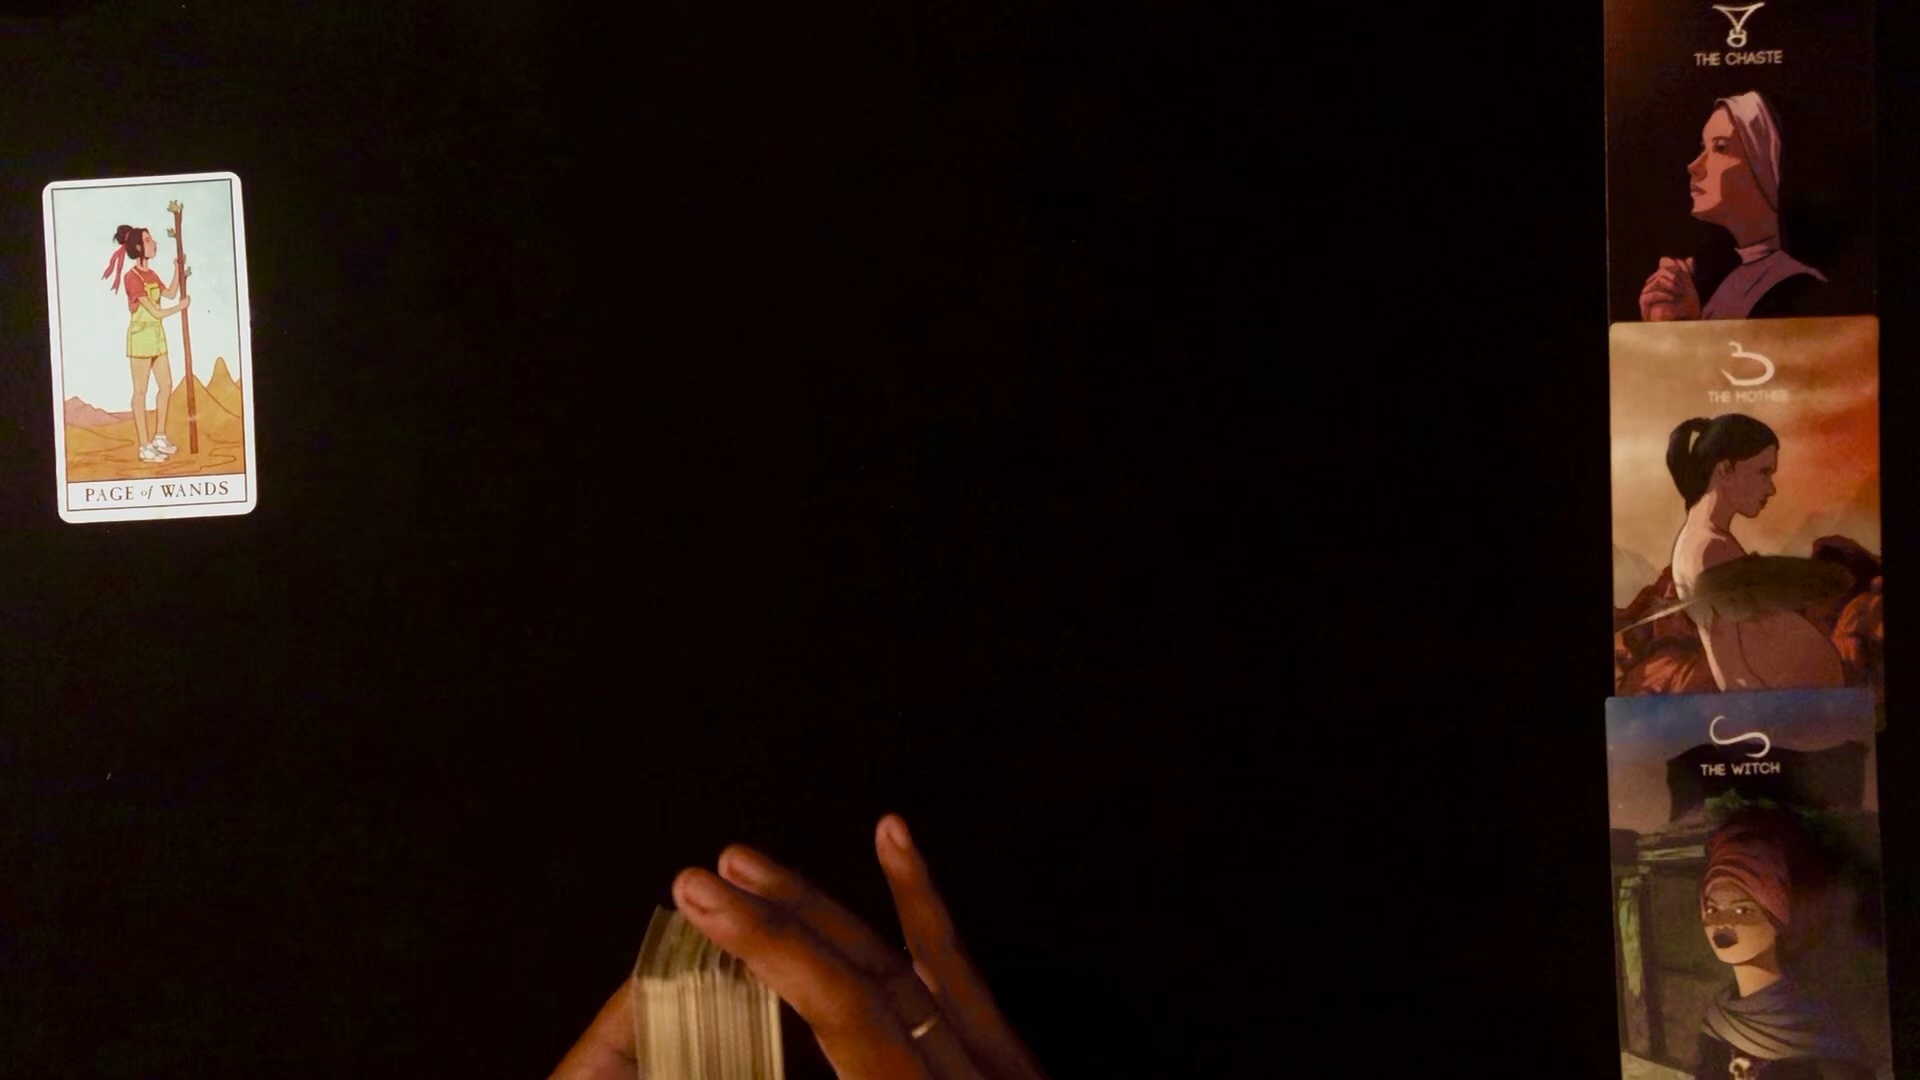 PAGE of WANDS
THE CHASTE
THE MOTHER
THE WITCH